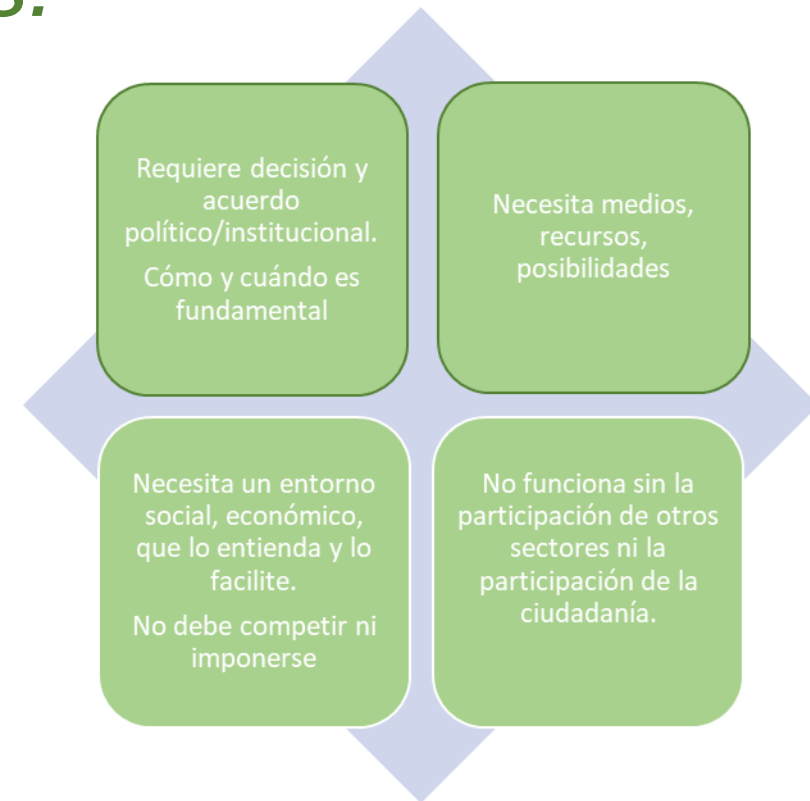 s.
Requiere decisión y
acuerdo
político/institucional.
Cómo y cuándo es
fundamental
Necesita medios,
recursos,
posibilidades
Necesita un entorno
social, económico,
que lo entienda y lo
facilite.
No debe competir ni
imponerse
No funciona sin la
participación de otros
sectores ni la
participación de la
ciudadanía.